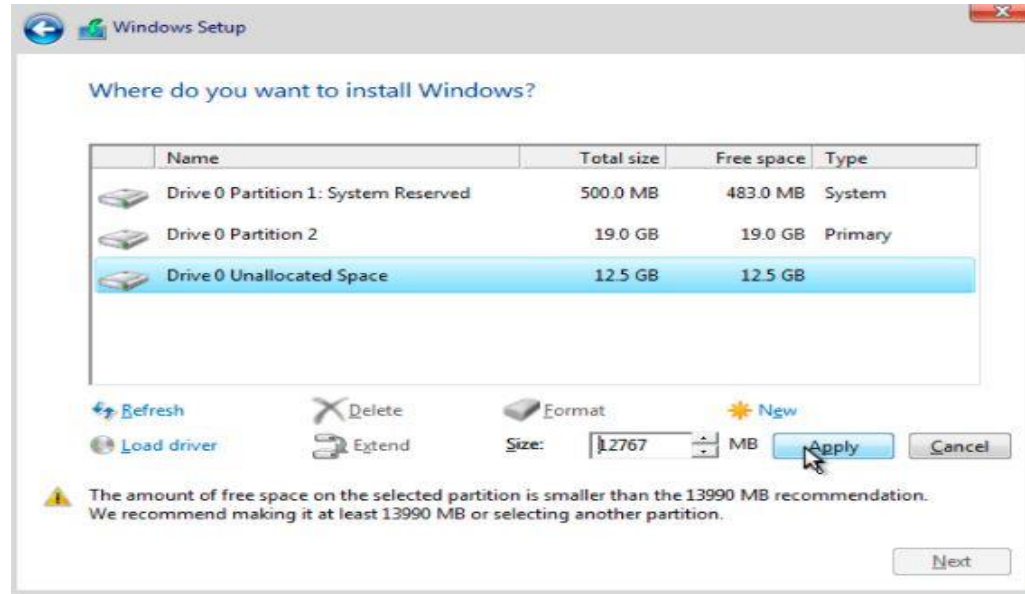 Windows Setup
Where do you want to install Windows?
Name Total size Free space Type
Drive 0 Partition 1: System Reserved 500.0 MB 483.0 MB System
Drive 0 Partition 2 19.0 GB 19.0 GB Primary
Drive 0 Unallocated Space 12.5 GB 12.5 GB
Refresh Delete Format New
Load driver Extend Size: 12767 MB Apply Cancel
The amount of free space on the selected partition is smaller than the 13990 MB recommendation.
We recommend making it at least 13990 MB or selecting another partition.
Next